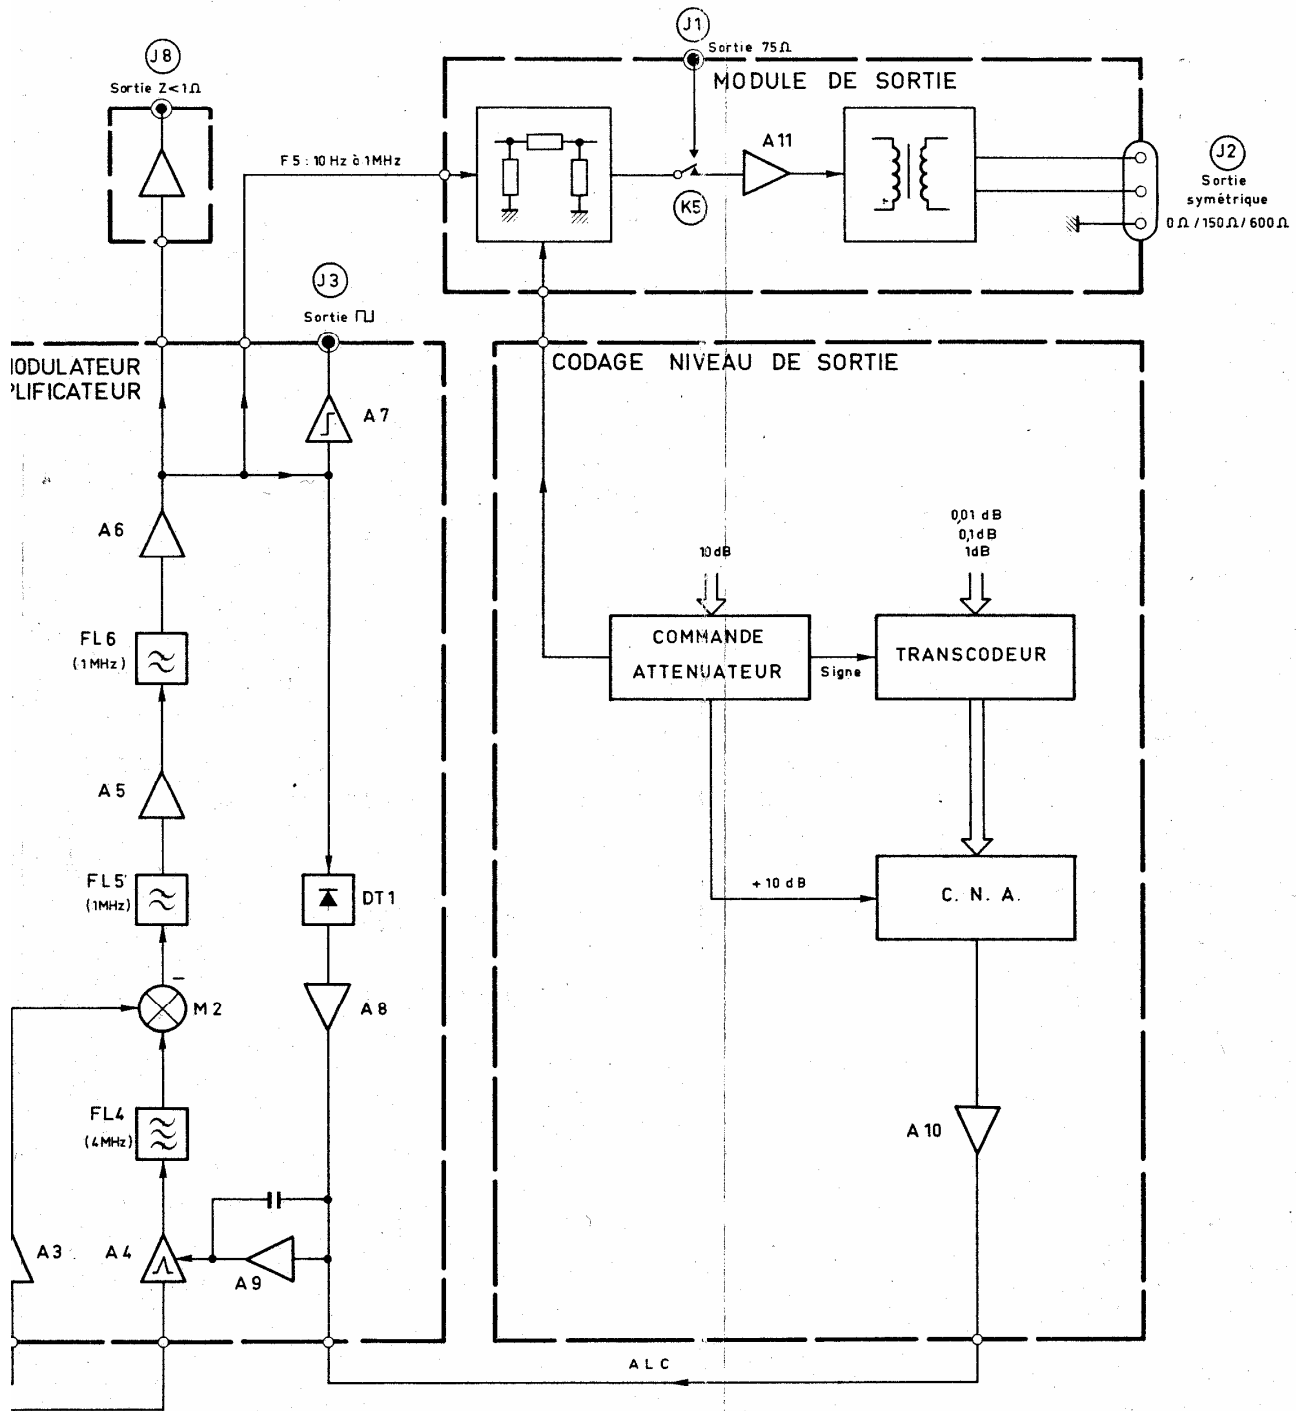 J1
Sortie 75Ω
J8
Sortie Z<1Ω
MODULE DE SORTIE
A11
F5 : 10 Hz à 1MHz
K5
J2
Sortie
symétrique
0Ω/150Ω/600Ω
J3
Sortie
CODAGE NIVEAU DE SORTIE
ODULATEUR
PLIFICATEUR
A7
A6
0,01 dB
0,1dB
1dB
10dB
FL6
(1MHz)
COMMANDE
ATTENUATEUR
Signe
TRANSCODEUR
A5
FL5
(1MHz)
DT1
+10 dB
C. N. A.
−
M2
A8
FL4
(4MHz)
A10
A3
A4
A9
ALC